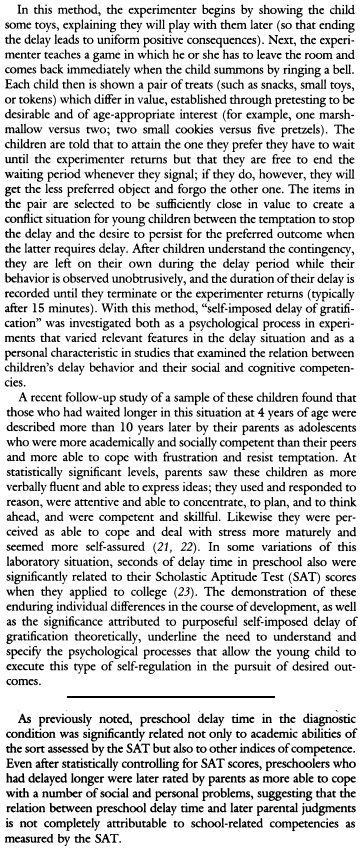 In this method, the experimenter begins by showing the child
some toys, explaining they will play with them later (so that ending
the delay leads to uniform positive consequences). Next, the experi-
menter teaches a game in which he or she has to leave the room and
comes back immediately when the child summons by ringing a bell.
Each child then is shown a pair of treats (such as snacks, small toys,
or tokens) which differ in value, established through pretesting to be
desirable and of age-appropriate interest (for example, one marsh-
mallow versus two; two small cookies versus five pretzels). The
children are told that to attain the one they prefer they have to wait
until the experimenter returns but that they are free to end the
waiting period whenever they signal; if they do, however, they will
get the less preferred object and forgo the other one. The items in
the pair are selected to be sufficiently close in value to create a
conflict situation for young children between the temptation to stop
the delay and the desire to persist for the preferred outcome when
the latter requires delay. After children understand the contingency,
they are left on their own during the delay period while their
behavior is observed unobtrusively, and the duration of their delay is
recorded until they terminate or the experimenter returns (typically
after 15 minutes). With this method, "self-imposed delay of gratifi-
cation" was investigated both as a psychological process in experi-
ments that varied relevant features in the delay situation and as a
personal characteristic in studies that examined the relation between
children's delay behavior and their social and cognitive competen-
cies.
A recent follow-up study of a sample of these children found that
those who had waited longer in this situation at 4 years of age were
described more than 10 years later by their parents as adolescents
who were more academically and socially competent than their peers
and more able to cope with frustration and resist temptation. At
statistically significant levels, parents saw these children as more
verbally fluent and able to express ideas; they used and responded to
reason, were attentive and able to concentrate, to plan, and to think
ahead, and were competent and skillful. Likewise they were per-
ceived as able to cope and deal with stress more maturely and
seemed more self-assured (21, 22). In some variations of this
laboratory situation, seconds of delay time in preschool also were
significantly related to their Scholastic Aptitude Test (SAT) scores
when they applied to college (23). The demonstration of these
enduring individual differences in the course of development, as well
as the significance attributed to purposeful self-imposed delay of
gratification theoretically, underline the need to understand and
specify the psychological processes that allow the young child to
execute this type of self-regulation in the pursuit of desired out-
comes.
As previously noted, preschool delay time in the diagnostic
condition was significantly related not only to academic abilities of
the sort assessed by the SAT but also to other indices of competence.
Even after statistically controlling for SAT scores, preschoolers who
had delayed longer were later rated by parents as more able to cope
with a number of social and personal problems, suggesting that the
relation between preschool delay time and later parental judgments
is not completely attributable to school-related competencies as
measured by the SAT.